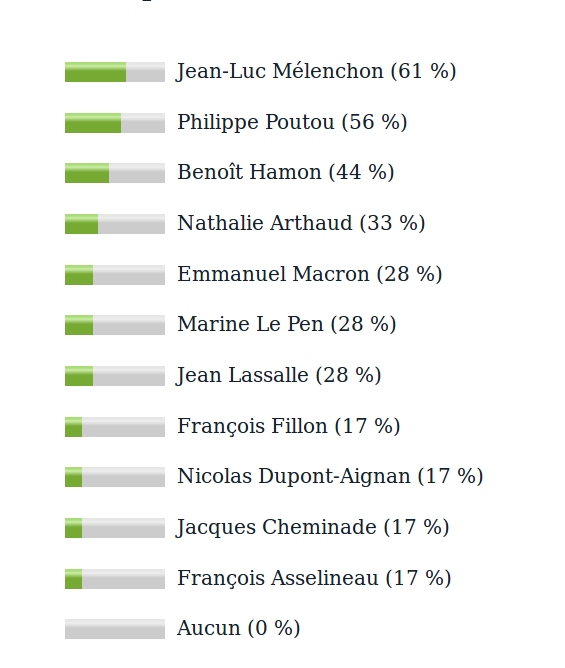 Jean-Luc Mélenchon (61 %)
Philippe Poutou (56 %)
Benoît Hamon (44 %)
Nathalie Arthaud (33 %)
Emmanuel Macron (28 %)
Marine Le Pen (28 %)
Jean Lassalle (28 %)
François Fillon (17 %)
Nicolas Dupont-Aignan (17 %)
Jacques Cheminade (17 %)
François Asselineau (17 %)
Aucun (0 %)